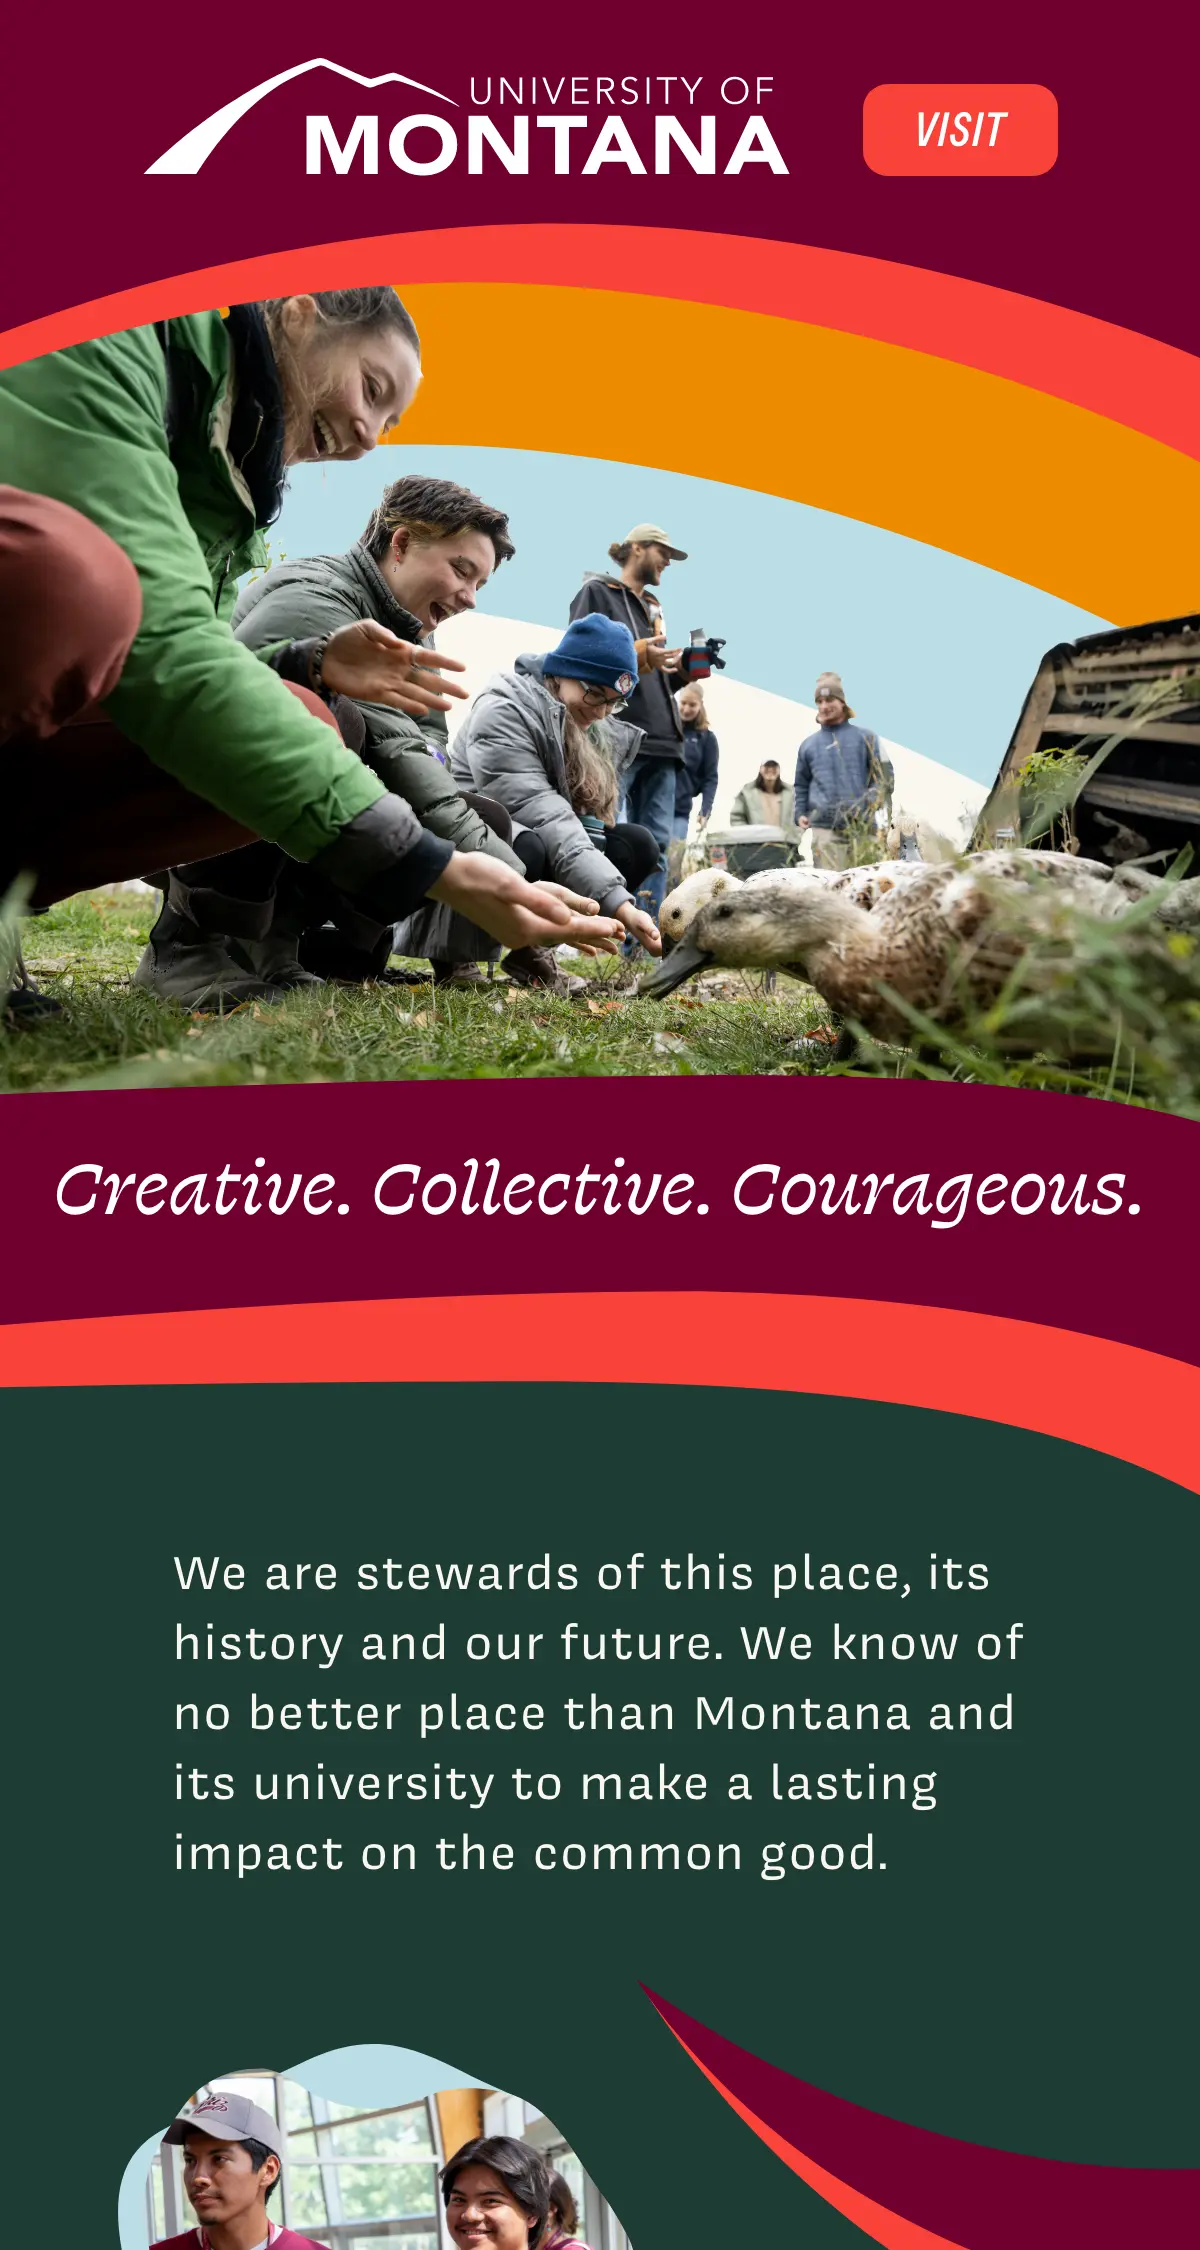 UNIVERSITY OF
MONTANA
VISIT
Creative. Collective. Courageous.
We are stewards of this place, its
history and our future. We know of
no better place than Montana and
its university to make a lasting
impact on the common good.